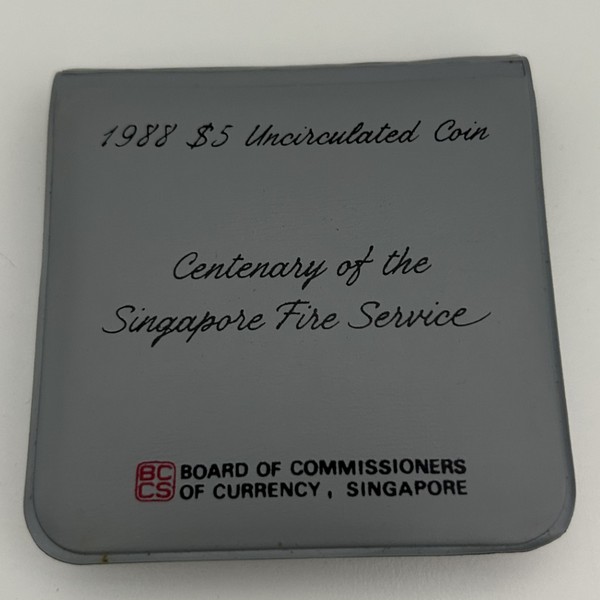 1988 $5 Uncirculated Coin
Centenary of the
Singapore Fire Service
BC BOARD OF COMMISSIONERS
CS OF CURRENCY, SINGAPORE